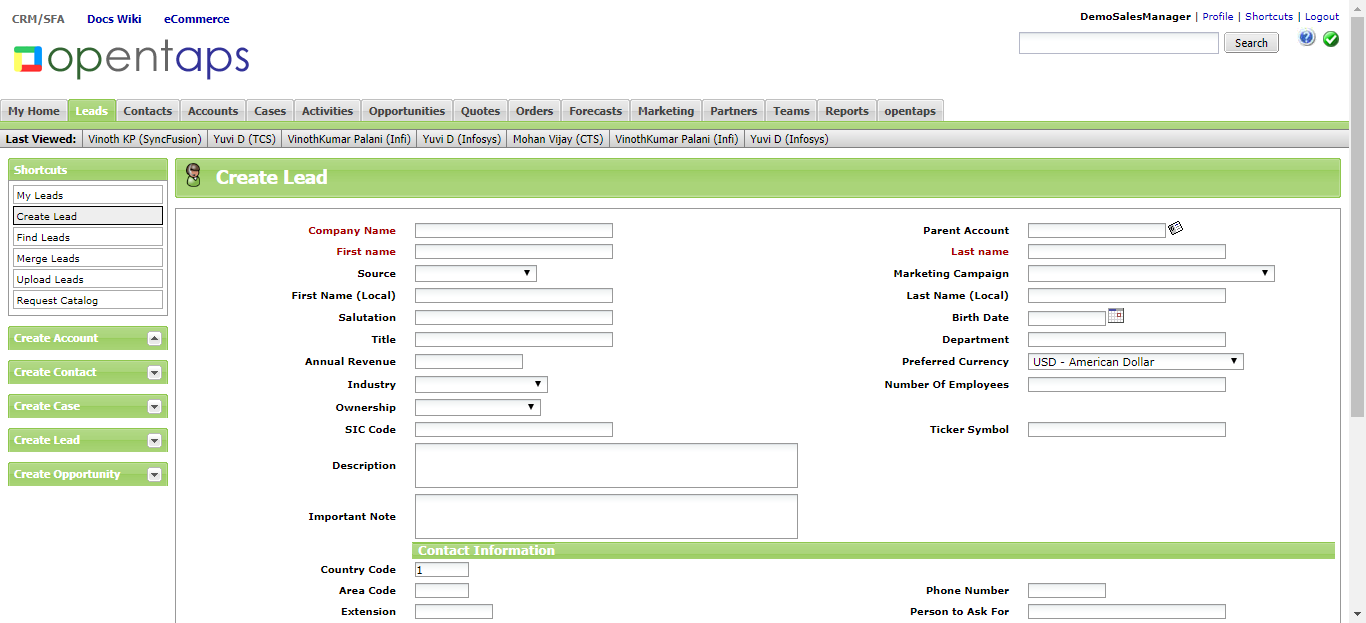 CRM/SFA Docs Wiki eCommerce
DemoSalesManager | Profile | Shortcuts | Logout
opentaps
Search
My Home Leads Contacts Accounts Cases Activities Opportunities Quotes Orders Forecasts Marketing Partners Teams Reports opentaps
Last Viewed: Vinoth KP (SyncFusion) Yuvi D (TCS) VinothKumar Palani (Infi) Yuvi D (Infosys) Mohan Vijay (CTS) VinothKumar Palani (Infi) Yuvi D (Infosys)
Shortcuts
My Leads
Create Lead
Find Leads
Merge Leads
Upload Leads
Request Catalog
Create Account
Create Contact
Create Case
Create Lead
Create Opportunity
Create Lead
Company Name Parent Account
First name Last name
Source Marketing Campaign
First Name (Local) Last Name (Local)
Salutation Birth Date
Title Department
Annual Revenue Preferred Currency USD - American Dollar
Industry Number Of Employees
Ownership
SIC Code Ticker Symbol
Description
Important Note
Contact Information
Country Code 1
Area Code Phone Number
Extension Person to Ask For